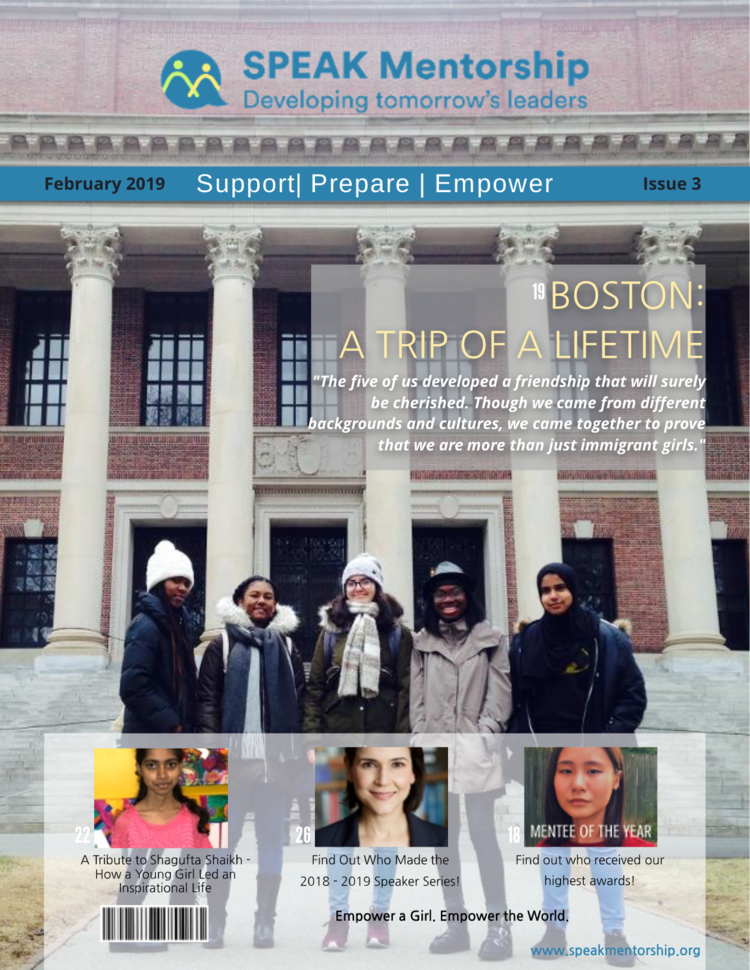 SPEAK Mentorship
Developing tomorrow's leaders
February 2019
Support| Prepare | Empower
Issue 3
19 BOSTON:
A TRIP OF A LIFETIME
"The five of us developed a friendship that will surely
be cherished. Though we came from different
backgrounds and cultures, we came together to prove
that we are more than just immigrant girls."
22
A Tribute to Shagufta Shaikh -
How a Young Girl Led an
Inspirational Life
26
Find Out Who Made the
2018 - 2019 Speaker Series!
18
MENTEE OF THE YEAR
Find out who received our
highest awards!
Empower a Girl. Empower the World.
www.speakmentorship.org